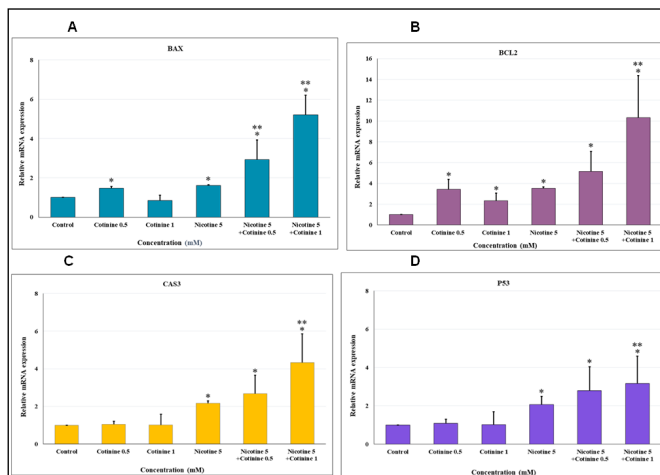 A
BAX
Relative mRNA expression
8
6
4
2
0
*
*
**
*
**
*
Control
Cotinine 0.5
Cotinine 1
Nicotine 5
Nicotine 5
+Cotinine 0.5
Nicotine 5
+Cotinine 1
Concentration (mM)
B
BCL2
Relative mRNA expression
16
14
12
10
8
6
4
2
0
*
*
*
*
**
*
Control
Cotinine 0.5
Cotinine 1
Nicotine 5
Nicotine 5
+Cotinine 0.5
Nicotine 5
+Cotinine 1
Concentration (mM)
C
CAS3
Relative mRNA expression
8
6
4
2
0
*
*
**
*
Control
Cotinine 0.5
Cotinine 1
Nicotine 5
Nicotine 5
+Cotinine 0.5
Nicotine 5
+Cotinine 1
Concentration (mM)
D
P53
Relative mRNA expression
8
6
4
2
0
*
*
**
*
Control
Cotinine 0.5
Cotinine 1
Nicotine 5
Nicotine 5
+Cotinine 0.5
Nicotine 5
+Cotinine 1
Concentration (mM)